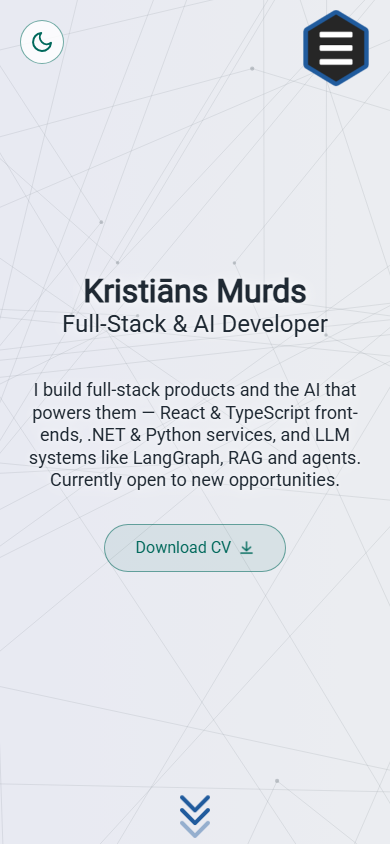 Kristiāns Murds
Full-Stack & AI Developer
I build full-stack products and the AI that
powers them — React & TypeScript front-
ends, .NET & Python services, and LLM
systems like LangGraph, RAG and agents.
Currently open to new opportunities.
Download CV